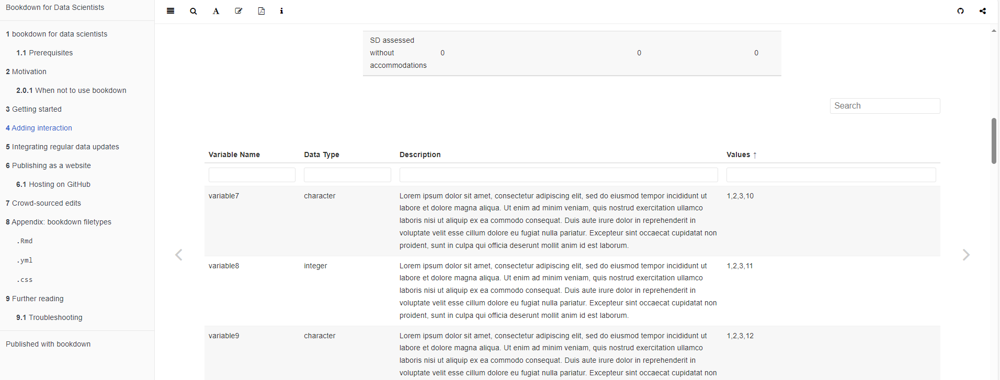 Bookdown for Data Scientists
1 bookdown for data scientists
1.1 Prerequisites
2 Motivation
2.0.1 When not to use bookdown
3 Getting started
4 Adding interaction
5 Integrating regular data updates
6 Publishing as a website
6.1 Hosting on GitHub
7 Crowd-sourced edits
8 Appendix: bookdown filetypes
.Rmd
.yml
.css
9 Further reading
9.1 Troubleshooting
Published with bookdown
A
i
SD assessed
without 0 0 0
accommodations
Search
Variable Name Data Type Description Values ↑
variable7 character Lorem ipsum dolor sit amet, consectetur adipiscing elit, sed do eiusmod tempor incididunt ut 1,2,3,10
labore et dolore magna aliqua. Ut enim ad minim veniam, quis nostrud exercitation ullamco
laboris nisi ut aliquip ex ea commodo consequat. Duis aute irure dolor in reprehenderit in
voluptate velit esse cillum dolore eu fugiat nulla pariatur. Excepteur sint occaecat cupidatat non
proident, sunt in culpa qui officia deserunt mollit anim id est laborum.
variable8 integer Lorem ipsum dolor sit amet, consectetur adipiscing elit, sed do eiusmod tempor incididunt ut 1,2,3,11
labore et dolore magna aliqua. Ut enim ad minim veniam, quis nostrud exercitation ullamco
laboris nisi ut aliquip ex ea commodo consequat. Duis aute irure dolor in reprehenderit in
voluptate velit esse cillum dolore eu fugiat nulla pariatur. Excepteur sint occaecat cupidatat non
proident, sunt in culpa qui officia deserunt mollit anim id est laborum.
variable9 character Lorem ipsum dolor sit amet, consectetur adipiscing elit, sed do eiusmod tempor incididunt ut 1,2,3,12
labore et dolore magna aliqua. Ut enim ad minim veniam, quis nostrud exercitation ullamco
laboris nisi ut aliquip ex ea commodo consequat. Duis aute irure dolor in reprehenderit in
voluptate velit esse cillum dolore eu fugiat nulla pariatur. Excepteur sint occaecat cupidatat non